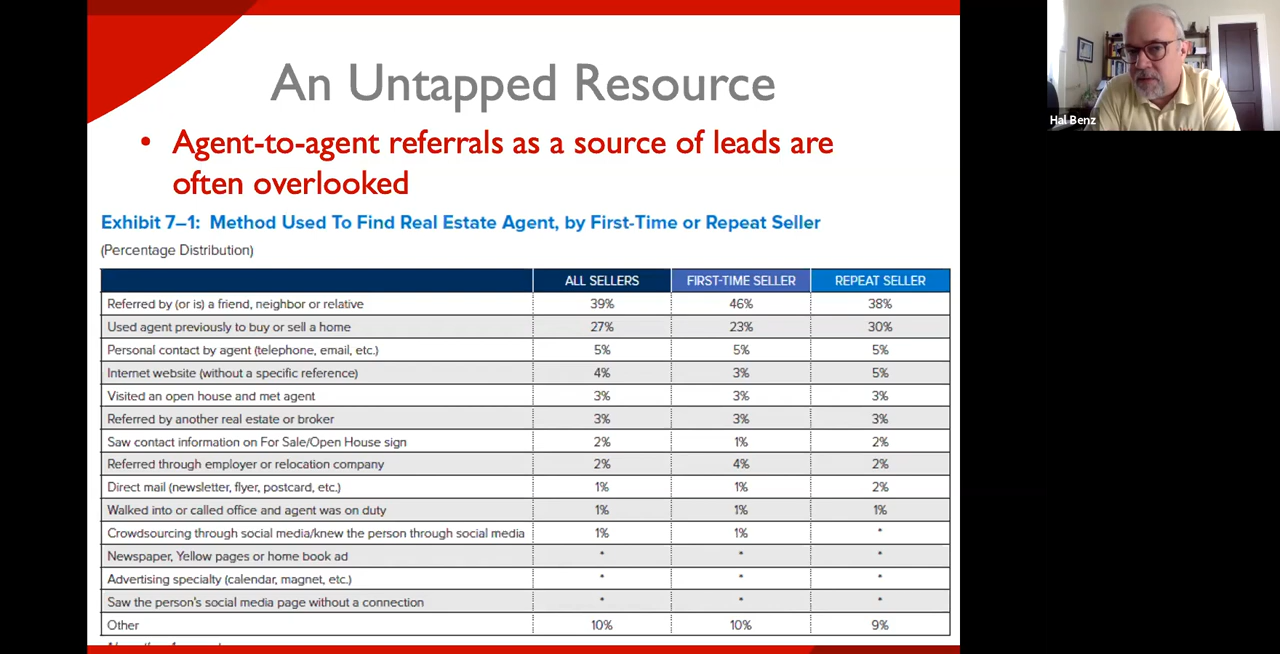 An Untapped Resource
• Agent-to-agent referrals as a source of leads are
often overlooked
Exhibit 7–1: Method Used To Find Real Estate Agent, by First-Time or Repeat Seller
(Percentage Distribution)
ALL SELLERS FIRST-TIME SELLER REPEAT SELLER
Referred by (or is) a friend, neighbor or relative 39% 46% 38%
Used agent previously to buy or sell a home 27% 23% 30%
Personal contact by agent (telephone, email, etc.) 5% 5% 5%
Internet website (without a specific reference) 4% 3% 5%
Visited an open house and met agent 3% 3% 3%
Referred by another real estate or broker 3% 3% 3%
Saw contact information on For Sale/Open House sign 2% 1% 2%
Referred through employer or relocation company 2% 4% 2%
Direct mail (newsletter, flyer, postcard, etc.) 1% 1% 2%
Walked into or called office and agent was on duty 1% 1% 1%
Crowdsourcing through social media/knew the person through social media 1% 1% *
Newspaper, Yellow pages or home book ad * * *
Advertising specialty (calendar, magnet, etc.) * * *
Saw the person's social media page without a connection * * *
Other 10% 10% 9%
Hal Benz